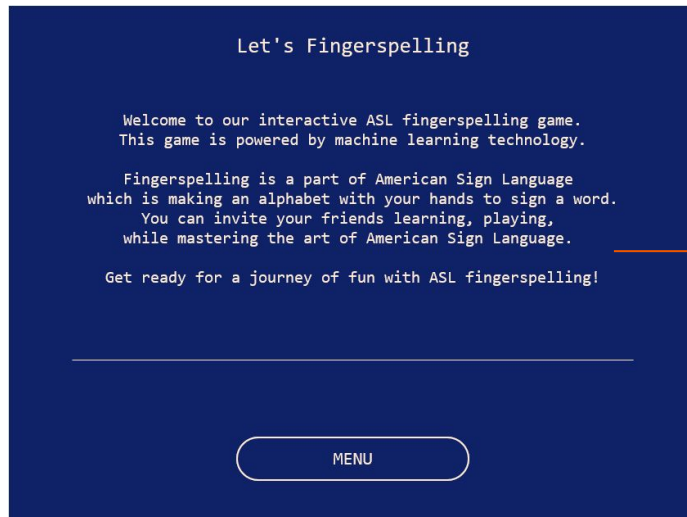 Let's Fingerspelling
Welcome to our interactive ASL fingerspelling game.
This game is powered by machine learning technology.
Fingerspelling is a part of American Sign Language
which is making an alphabet with your hands to sign a word.
You can invite your friends learning, playing,
while mastering the art of American Sign Language.
Get ready for a journey of fun with ASL fingerspelling!
MENU